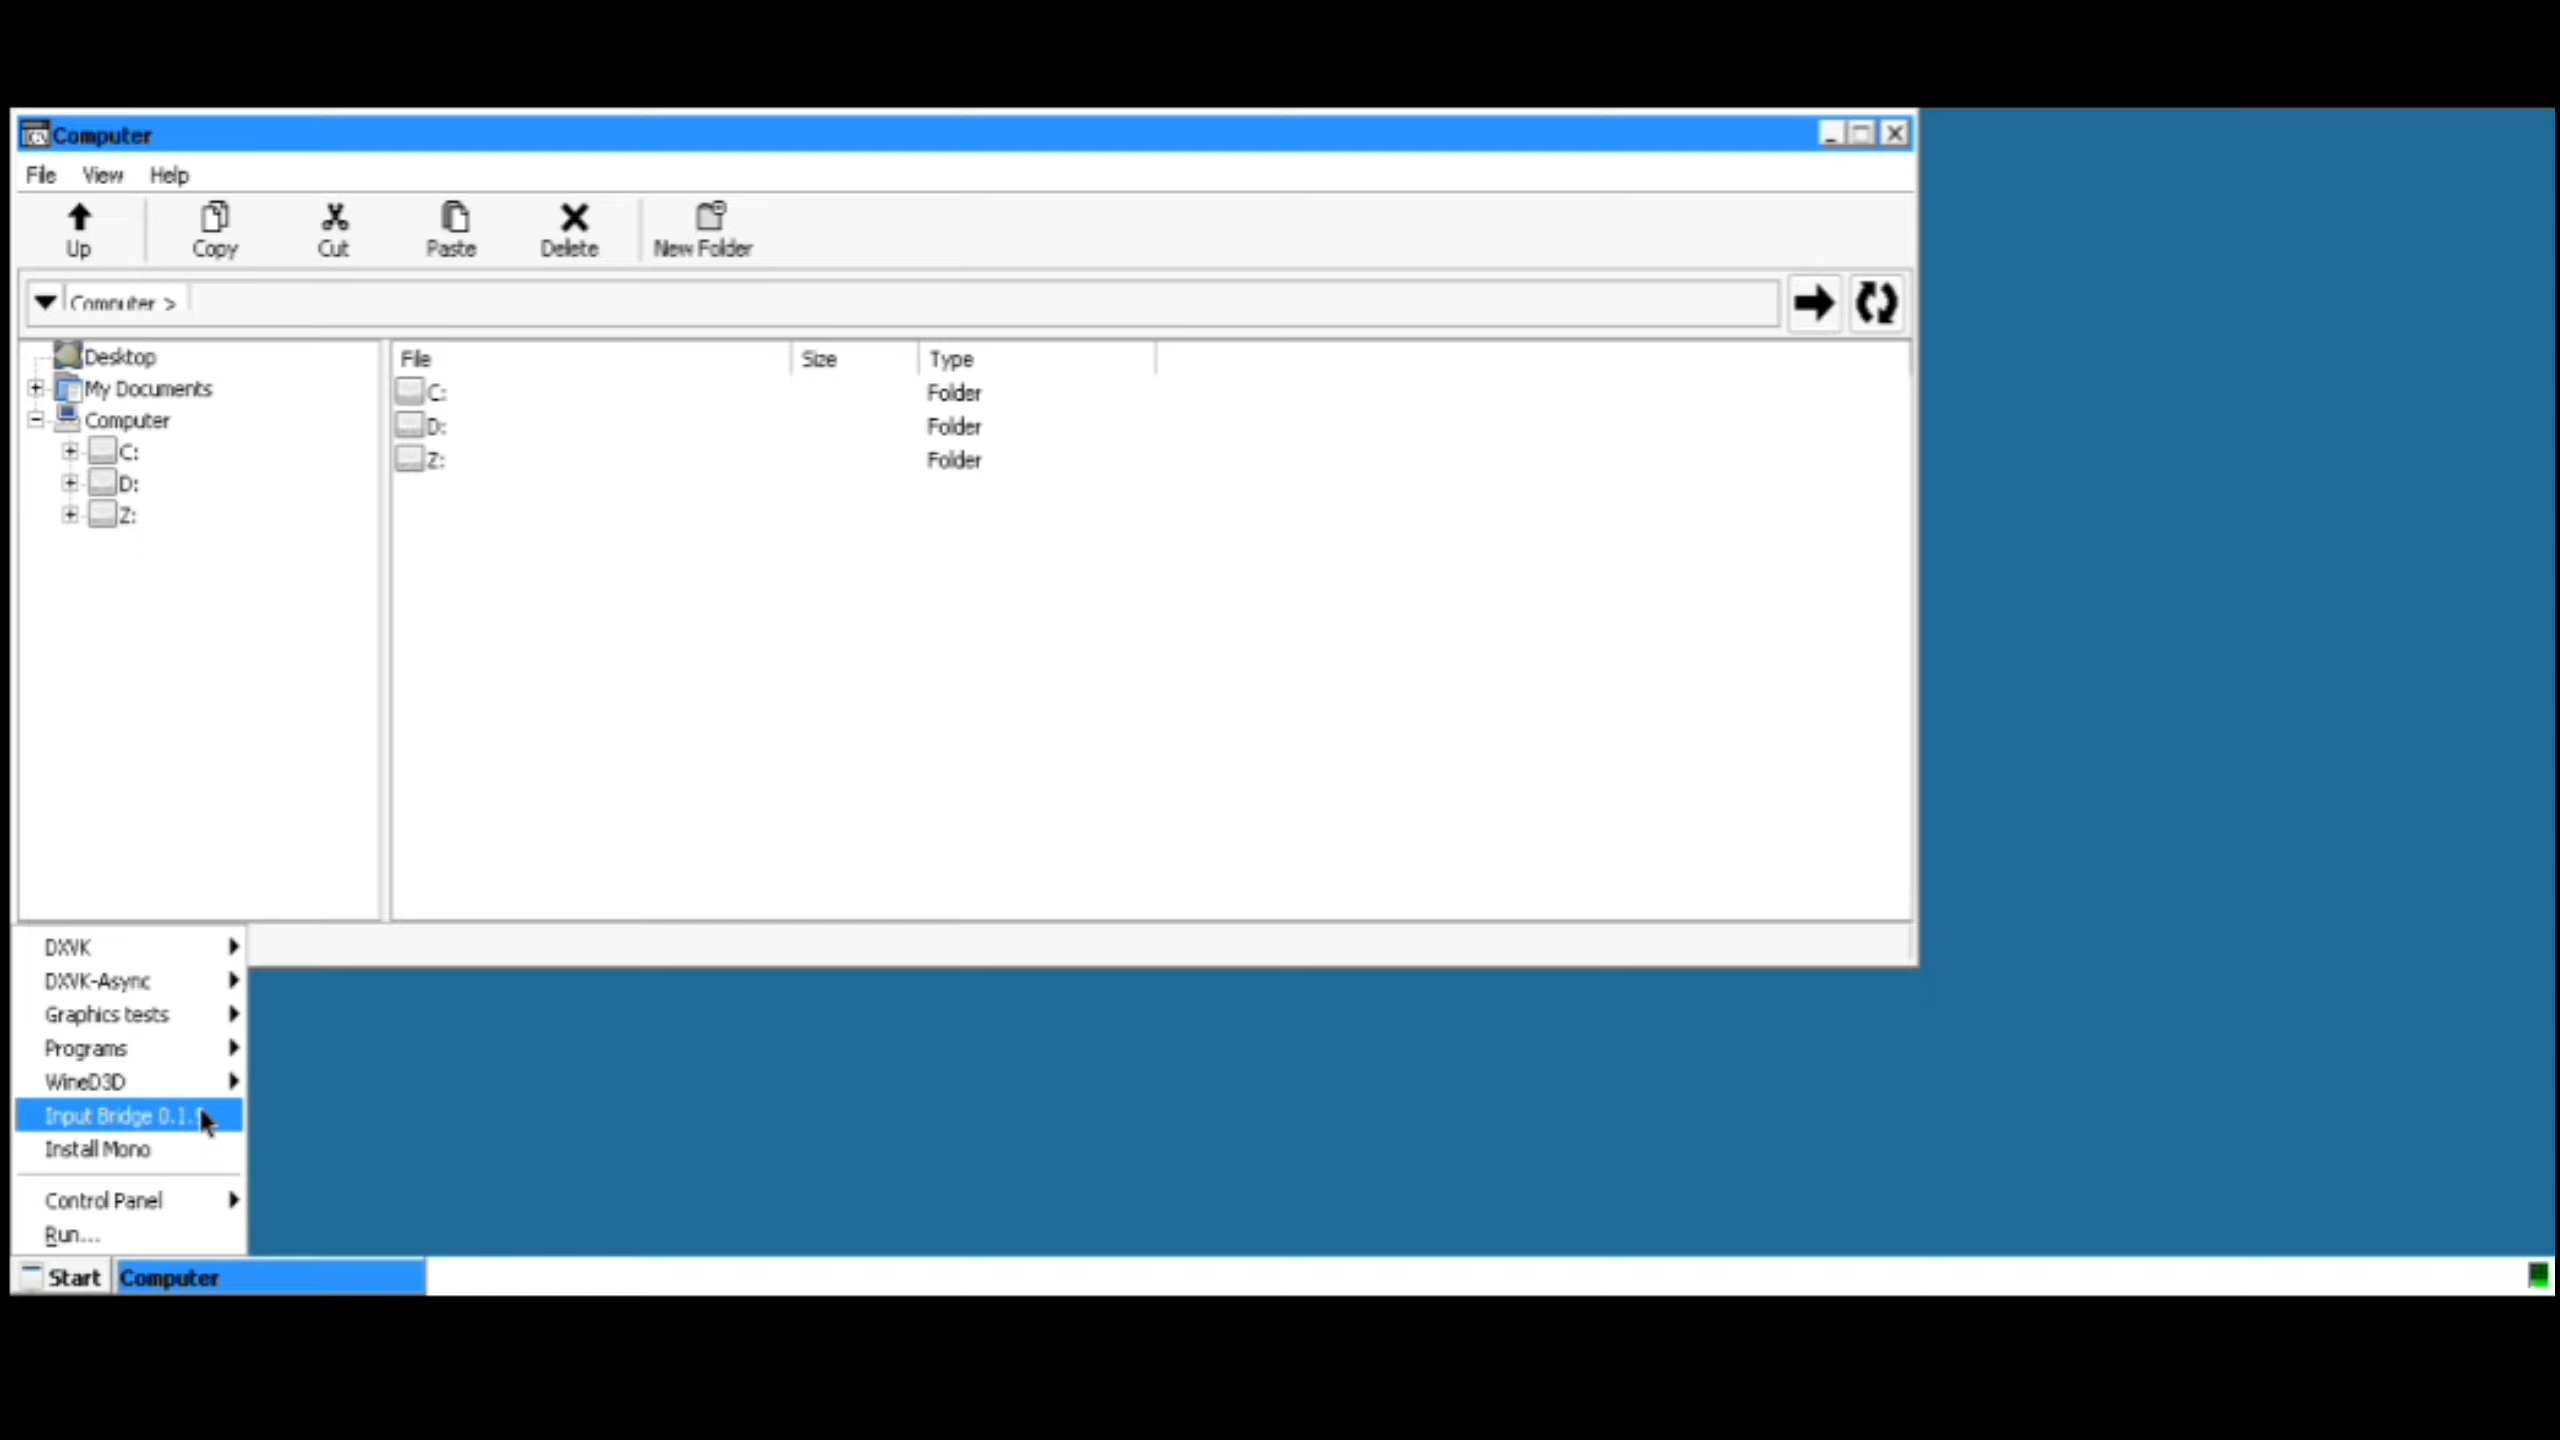 Computer
File View Help
Up Copy Cut Paste Delete New Folder
Computer >
Desktop
My Documents
Computer
C:
D:
Z:
File Size Type
C: Folder
D: Folder
Z: Folder
DXVK
DXVK-Async
Graphics tests
Programs
WineD3D
Input Bridge
Install Mono
Control Panel
Run...
Start Computer